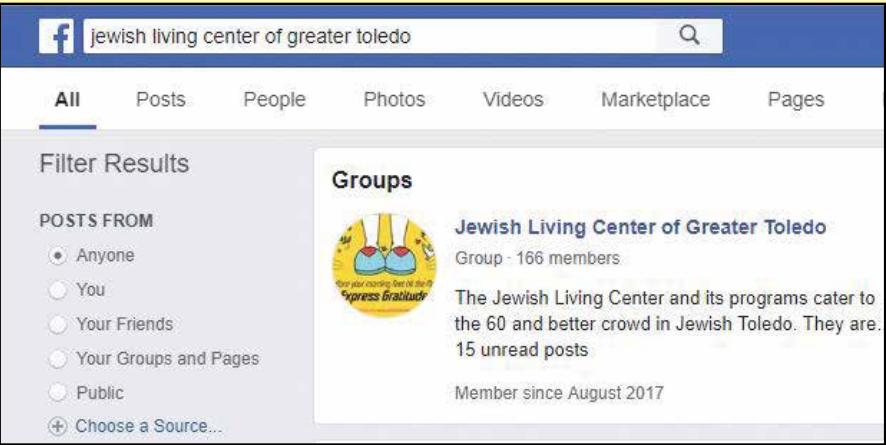 f jewish living center of greater toledo
All Posts People Photos Videos Marketplace Pages
Filter Results
POSTS FROM
Anyone
You
Your Friends
Your Groups and Pages
Public
Choose a Source...
Groups
Express Gratitude
Jewish Living Center of Greater Toledo
Group · 166 members
The Jewish Living Center and its programs cater to
the 60 and better crowd in Jewish Toledo. They are.
15 unread posts
Member since August 2017